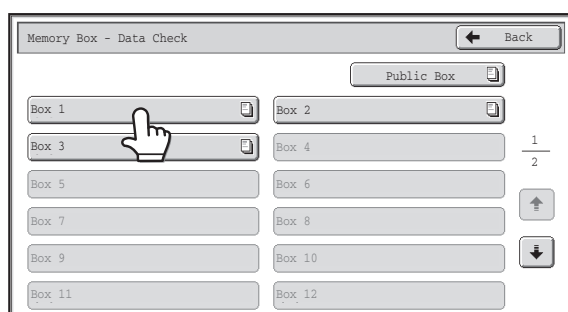 Memory Box - Data Check
Back
Public Box
Box 1
Box 2
Box 3
Box 4
1
2
Box 5
Box 6
Box 7
Box 8
Box 9
Box 10
Box 11
Box 12